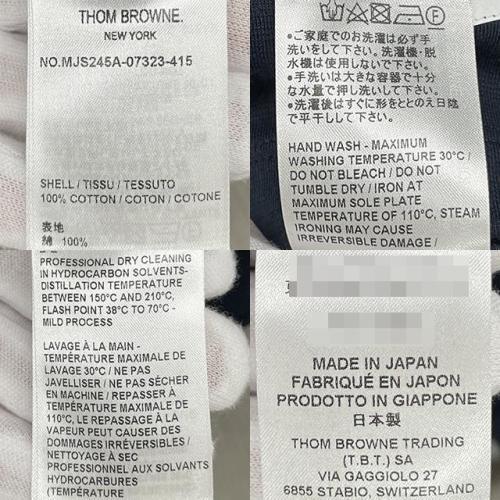 THOM BROWNE.
NEW YORK
NO.MJS245A-07323-415
SHELL / TISSU / TESSUTO
100% COTTON / COTON / COTONE
表地
綿 100%
•ご家庭でのお洗濯は必ず手
洗いをして下さい。洗濯機・脱
水機は使用しないで下さい。
•手洗いは大きな容器で十分
な水量で押し洗いして下さい。
•洗濯後はすぐに形をととのえ日陰
で平干しして下さい。
HAND WASH - MAXIMUM
WASHING TEMPERATURE 30°C /
DO NOT BLEACH / DO NOT
TUMBLE DRY / IRON AT
MAXIMUM SOLE PLATE
TEMPERATURE OF 110°C, STEAM
IRONING MAY CAUSE
IRREVERSIBLE DAMAGE /
PROFESSIONAL DRY CLEANING
IN HYDROCARBON SOLVENTS-
DISTILLATION TEMPERATURE
BETWEEN 150°C AND 210°C,
FLASH POINT 38°C TO 70°C -
MILD PROCESS
LAVAGE À LA MAIN -
TEMPÉRATURE MAXIMALE DE
LAVAGE 30°C / NE PAS
JAVELLISER / NE PAS SÉCHER
EN MACHINE / REPASSER À
TEMPÉRATURE MAXIMALE DE
110°C, LE REPASSAGE À LA
VAPEUR PEUT CAUSER DES
DOMMAGES IRRÉVERSIBLES /
NETTOYAGE À SEC
PROFESSIONNEL AUX SOLVANTS
HYDROCARBURES
(TEMPÉRATURE
MADE IN JAPAN
FABRIQUÉ EN JAPON
PRODOTTO IN GIAPPONE
日本製
THOM BROWNE TRADING
(T.B.T.) SA
VIA GAGGIOLO 27
6855 STABIO, SWITZERLAND